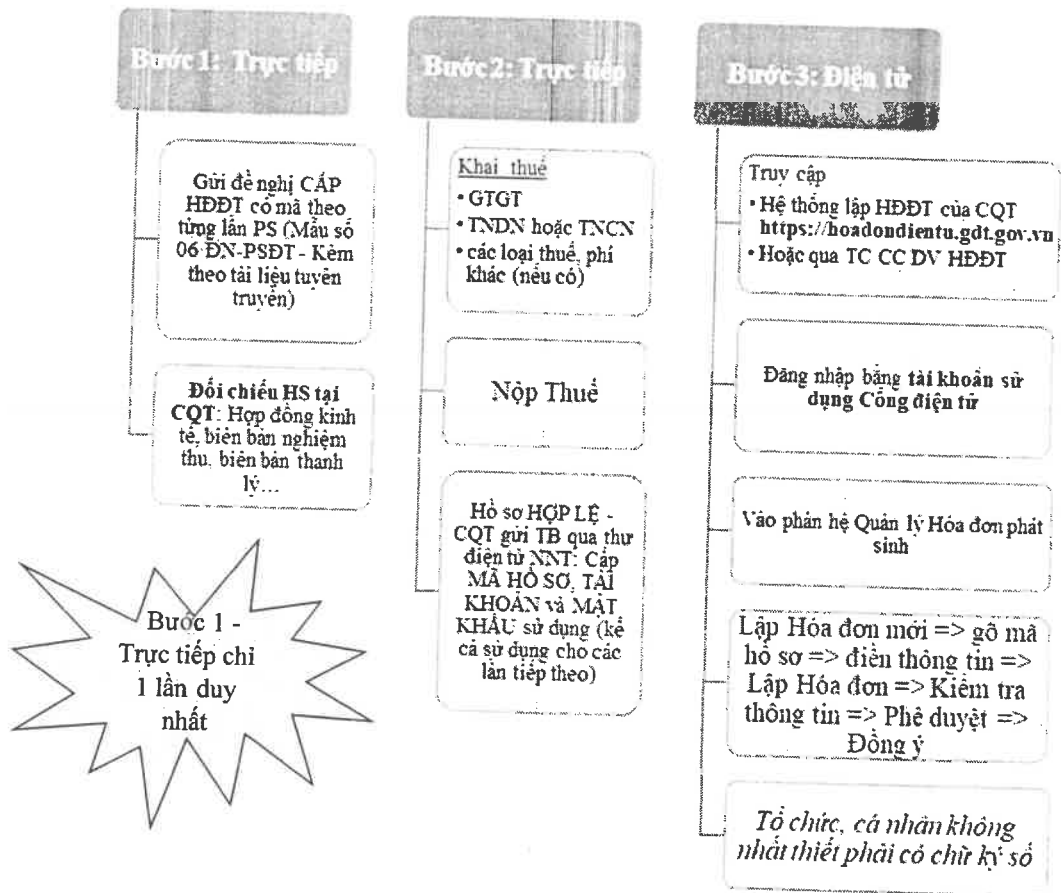 Bước 1: Trực tiếp
Gửi đề nghị CẤP
HĐĐT có mã theo
từng lần PS (Mẫu số
06 ĐN-PSĐT - Kèm
theo tài liệu tuyên
truyền)
Đối chiếu HS tại
CQT: Hợp đồng kinh
tế, biên bản nghiệm
thu, biên bản thanh
lý...
Bước 1 -
Trực tiếp chỉ
1 lần duy
nhất
Bước 2: Trực tiếp
Khai thuế
• GTGT
• TNDN hoặc TNCN
• các loại thuế, phí
khác (nếu có)
Nộp Thuế
Hồ sơ HỢP LỆ -
CQT gửi TB qua thư
điện tử NNT: Cấp
MÃ HỒ SƠ, TÀI
KHOẢN và MẬT
KHẨU sử dụng (kể
cả sử dụng cho các
lần tiếp theo)
Bước 3: Điện tử
Truy cập
• Hệ thống lập HĐĐT của CQT
https://hoadondientu.gdt.gov.vn
• Hoặc qua TC CC DV HĐĐT
Đăng nhập bằng tài khoản sử
dụng Cổng điện tử
Vào phân hệ Quản lý Hóa đơn phát
sinh
Lập Hóa đơn mới => gõ mã
hồ sơ => điền thông tin =>
Lập Hóa đơn => Kiểm tra
thông tin => Phê duyệt =>
Đồng ý
Tổ chức, cá nhân không
nhất thiết phải có chữ ký số